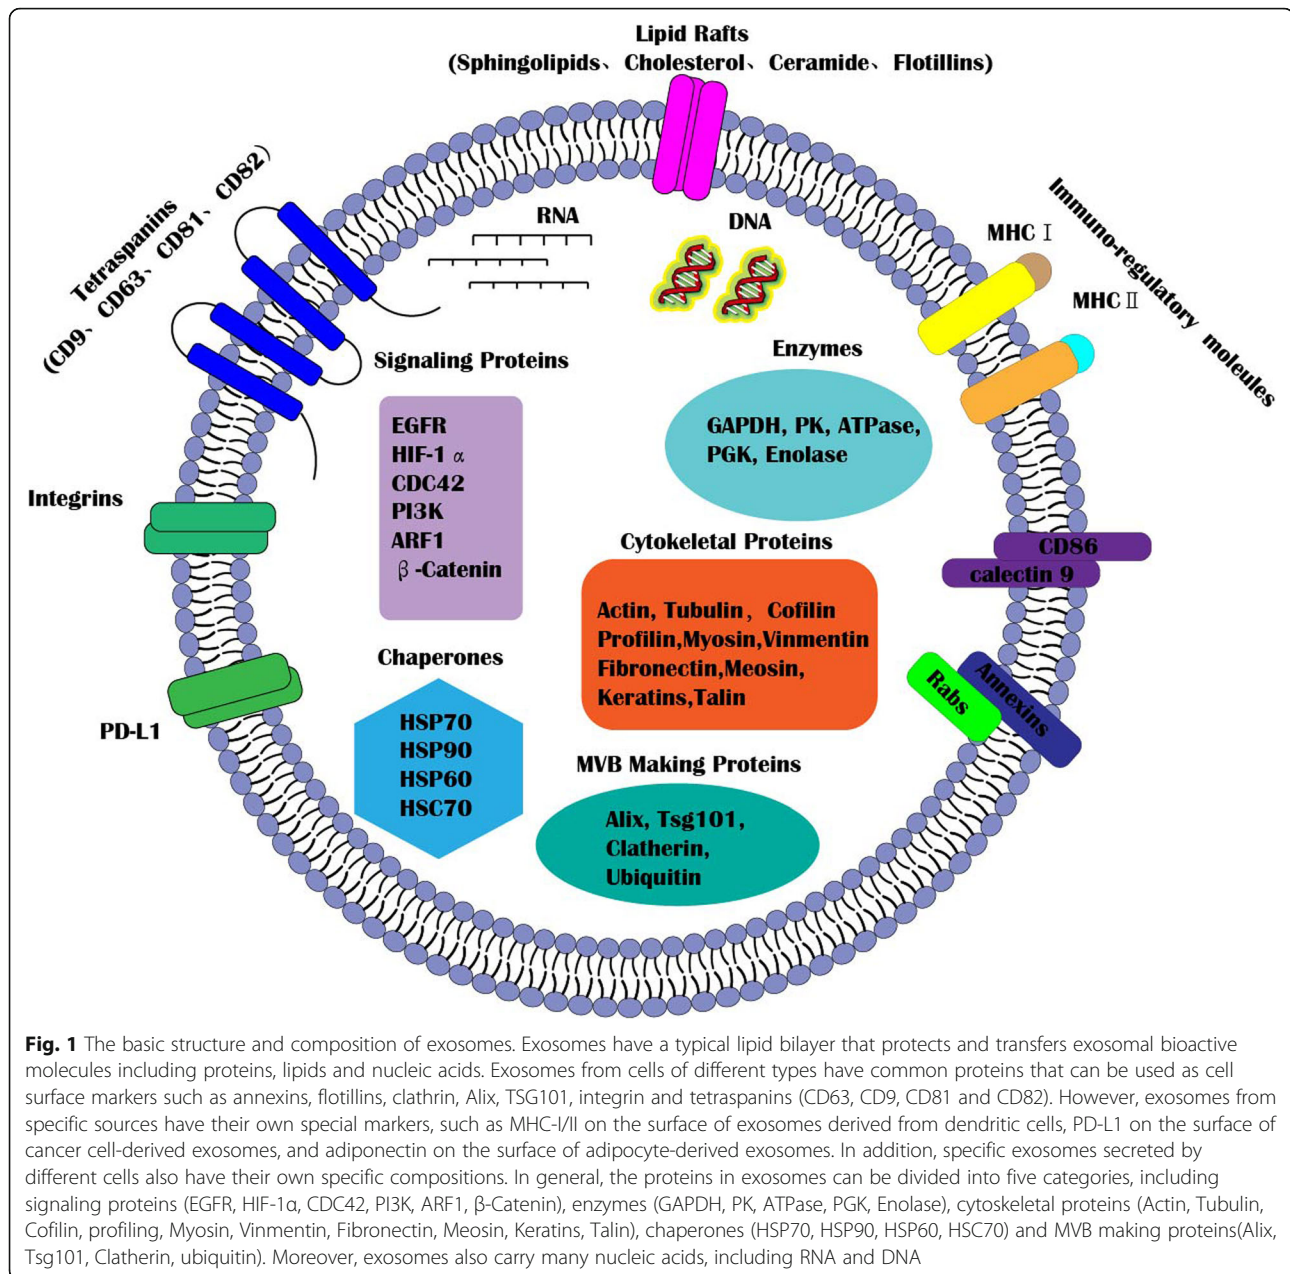 Lipid Rafts
(Sphingolipids、Cholesterol、Ceramide、Flotillins)
Tetraspanins
(CD9、CD63、CD81、CD82)
RNA
DNA
MHC Ⅰ
MHC Ⅱ
Immuno-regulatory moleules
Signaling Proteins
EGFR
HIF-1 α
CDC42
PI3K
ARF1
β-Catenin
Enzymes
GAPDH, PK, ATPase,
PGK, Enolase
Integrins
Cytokeletal Proteins
Actin, Tubulin, Cofilin
Profilin,Myosin,Vinmentin
Fibronectin,Meosin,
Keratins,Talin
CD86
calectin 9
Rabs
Annexins
PD-L1
Chaperones
HSP70
HSP90
HSP60
HSC70
MVB Making Proteins
Alix, Tsg101,
Clatherin,
Ubiquitin
Fig. 1 The basic structure and composition of exosomes. Exosomes have a typical lipid bilayer that protects and transfers exosomal bioactive
molecules including proteins, lipids and nucleic acids. Exosomes from cells of different types have common proteins that can be used as cell
surface markers such as annexins, flotillins, clathrin, Alix, TSG101, integrin and tetraspanins (CD63, CD9, CD81 and CD82). However, exosomes from
specific sources have their own special markers, such as MHC-I/II on the surface of exosomes derived from dendritic cells, PD-L1 on the surface of
cancer cell-derived exosomes, and adiponectin on the surface of adipocyte-derived exosomes. In addition, specific exosomes secreted by
different cells also have their own specific compositions. In general, the proteins in exosomes can be divided into five categories, including
signaling proteins (EGFR, HIF-1α, CDC42, PI3K, ARF1, β-Catenin), enzymes (GAPDH, PK, ATPase, PGK, Enolase), cytoskeletal proteins (Actin, Tubulin,
Cofilin, profiling, Myosin, Vinmentin, Fibronectin, Meosin, Keratins, Talin), chaperones (HSP70, HSP90, HSP60, HSC70) and MVB making proteins(Alix,
Tsg101, Clatherin, ubiquitin). Moreover, exosomes also carry many nucleic acids, including RNA and DNA